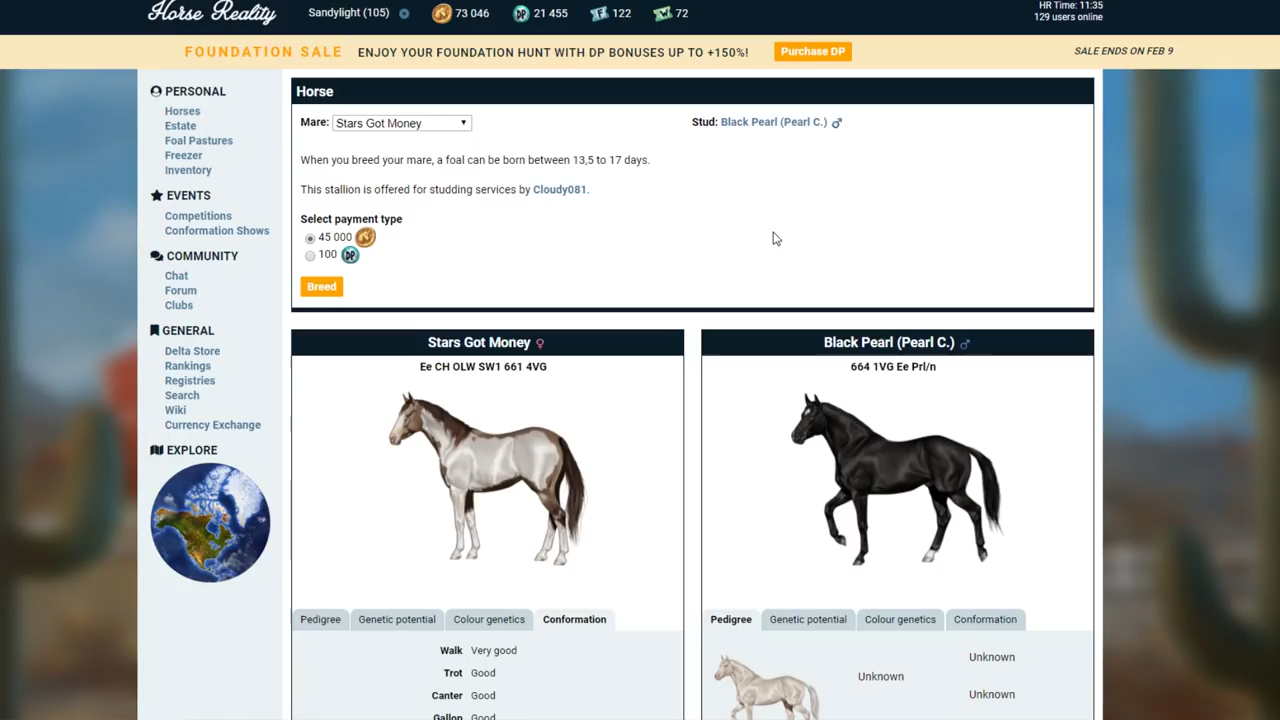 Horse Reality
Sandylight (105) 73 046 DP 21 455 122 72
HR Time: 11:35
129 users online
FOUNDATION SALE ENJOY YOUR FOUNDATION HUNT WITH DP BONUSES UP TO +150%! Purchase DP SALE ENDS ON FEB 9
PERSONAL
Horses
Estate
Foal Pastures
Freezer
Inventory
EVENTS
Competitions
Conformation Shows
COMMUNITY
Chat
Forum
Clubs
GENERAL
Delta Store
Rankings
Registries
Search
Wiki
Currency Exchange
EXPLORE
Horse
Mare: Stars Got Money
Stud: Black Pearl (Pearl C.)
When you breed your mare, a foal can be born between 13,5 to 17 days.
This stallion is offered for studding services by Cloudy081.
Select payment type
45 000
100 DP
Breed
Stars Got Money
Ee CH OLW SW1 661 4VG
Pedigree Genetic potential Colour genetics Conformation
Walk Very good
Trot Good
Canter Good
Gallop Good
Black Pearl (Pearl C.)
664 1VG Ee Prl/n
Pedigree Genetic potential Colour genetics Conformation
Unknown
Unknown
Unknown